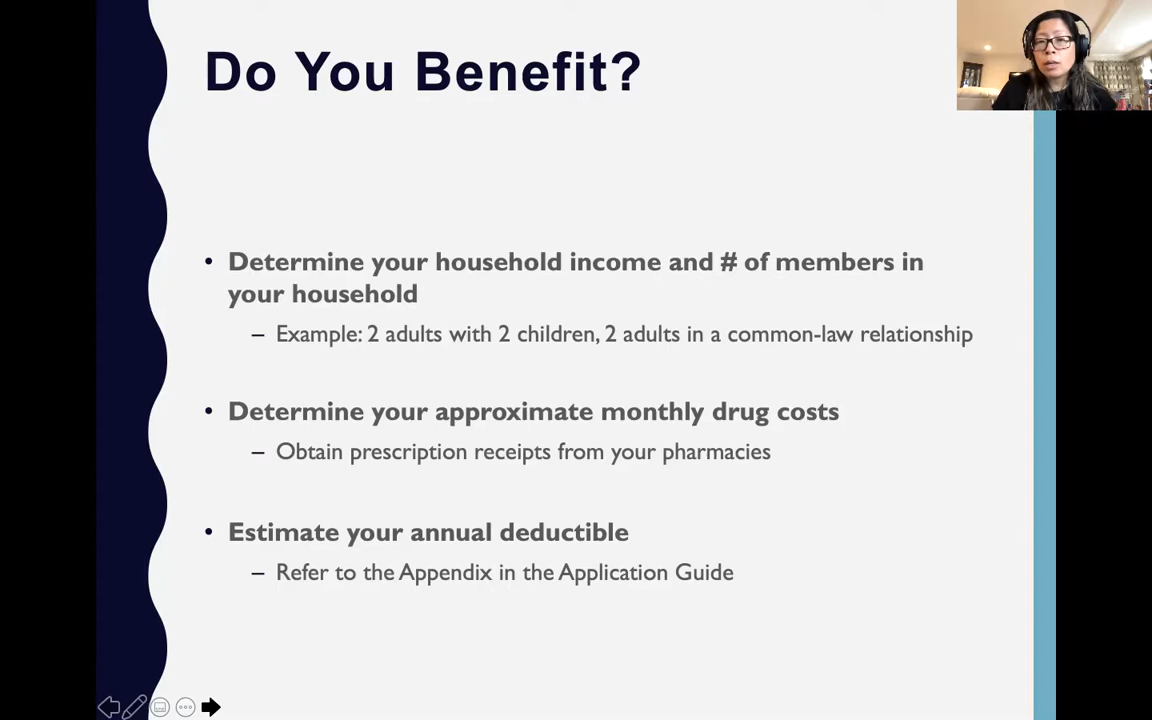 Do You Benefit?
• Determine your household income and # of members in
your household
– Example: 2 adults with 2 children, 2 adults in a common-law relationship
• Determine your approximate monthly drug costs
– Obtain prescription receipts from your pharmacies
• Estimate your annual deductible
– Refer to the Appendix in the Application Guide